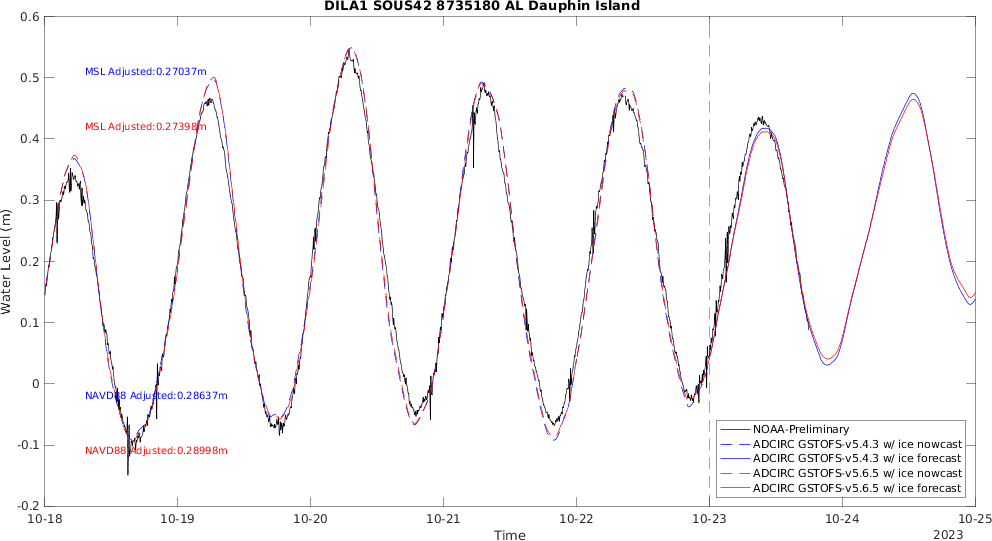 DILA1 SOUS42 8735180 AL Dauphin Island
0.6
0.5
0.4
0.3
0.2
0.1
0
-0.1
-0.2
Water Level (m)
MSL Adjusted:0.27037m
MSL Adjusted:0.27398m
NAVD88 Adjusted:0.28637m
NAVD88 Adjusted:0.28998m
NOAA-Preliminary
ADCIRC GSTOFS-v5.4.3 w/ ice nowcast
ADCIRC GSTOFS-v5.4.3 w/ ice forecast
ADCIRC GSTOFS-v5.6.5 w/ ice nowcast
ADCIRC GSTOFS-v5.6.5 w/ ice forecast
10-18 10-19 10-20 10-21 10-22 10-23 10-24 10-25
Time
2023